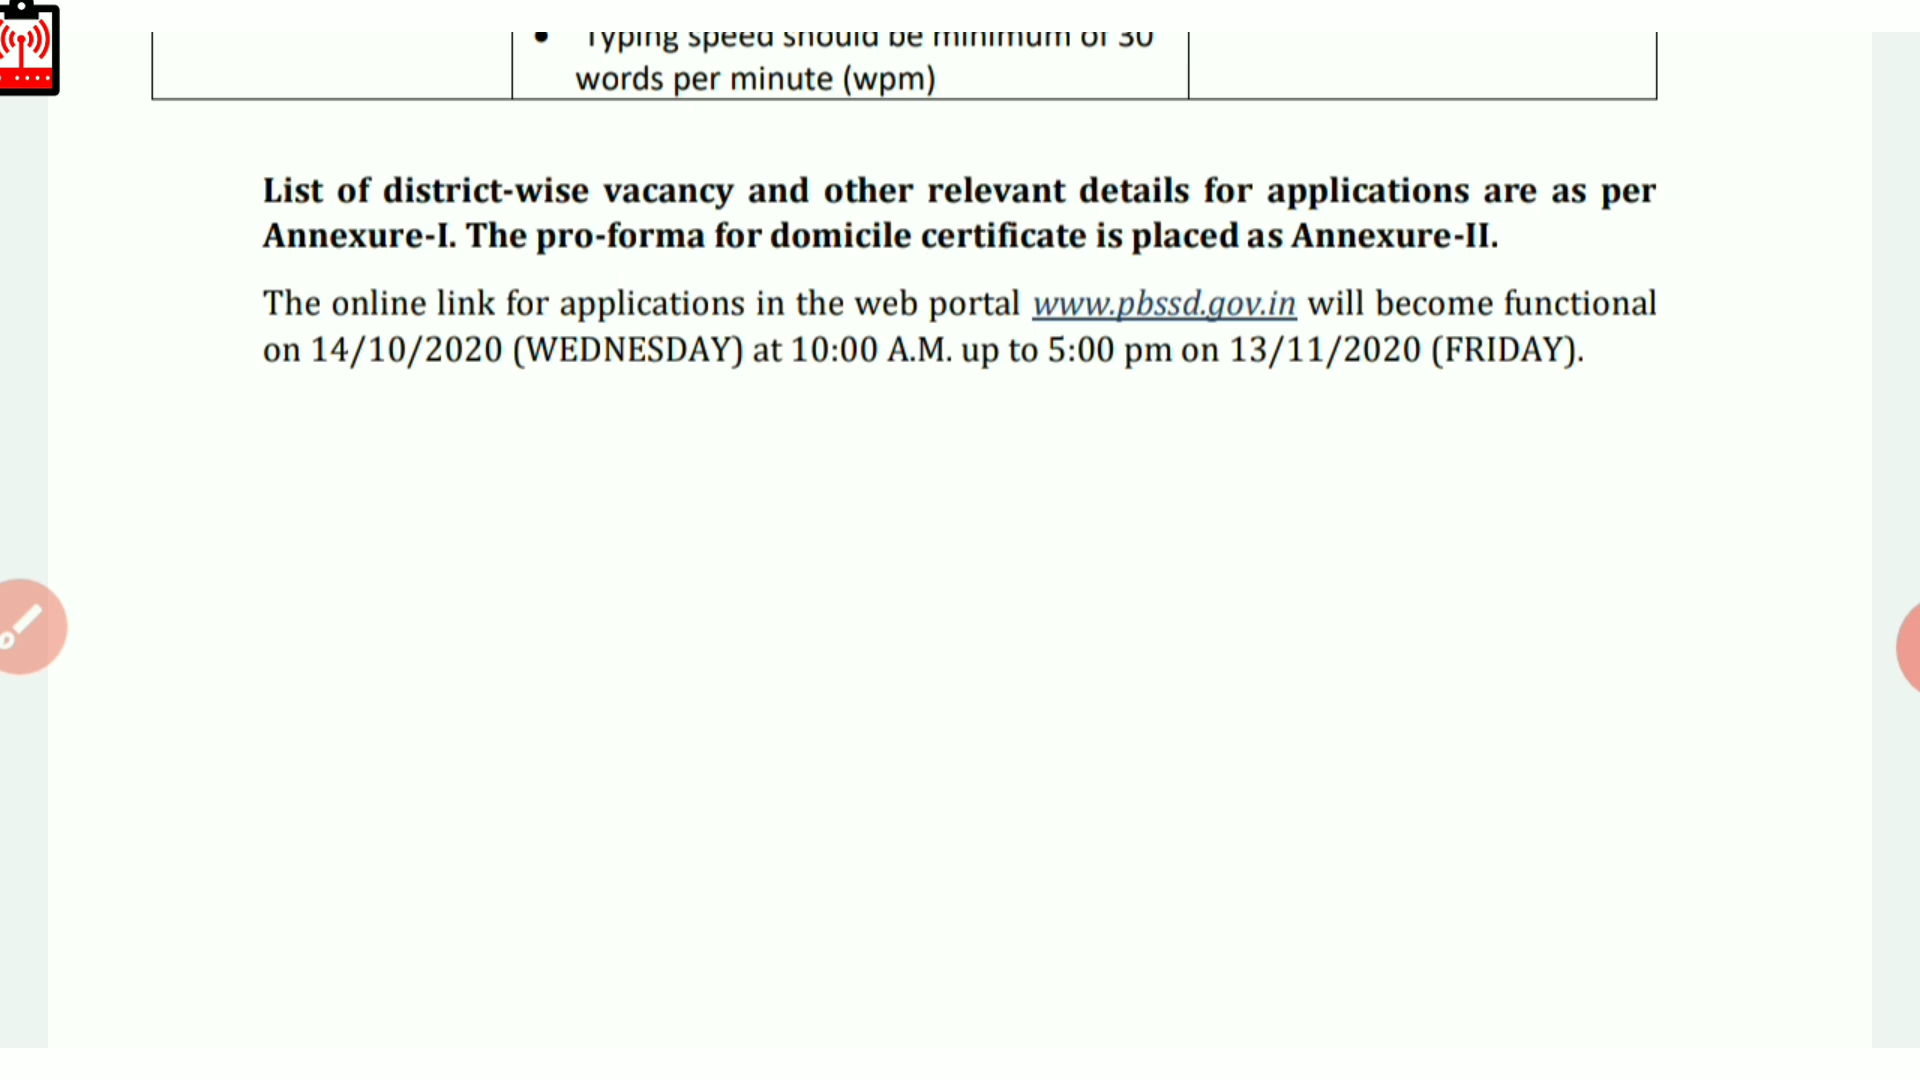 Typing speed should be minimum of 30
words per minute (wpm)
List of district-wise vacancy and other relevant details for applications are as per
Annexure-I. The pro-forma for domicile certificate is placed as Annexure-II.
The online link for applications in the web portal www.pbssd.gov.in will become functional
on 14/10/2020 (WEDNESDAY) at 10:00 A.M. up to 5:00 pm on 13/11/2020 (FRIDAY).